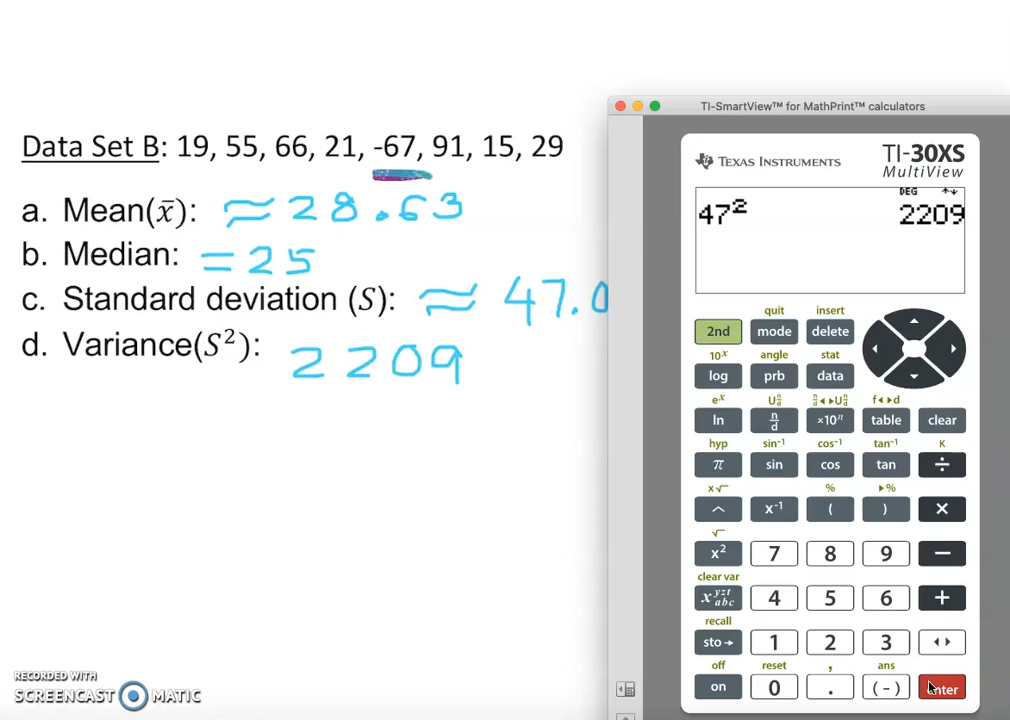 TI-SmartView™ for MathPrint™ calculators
Data Set B: 19, 55, 66, 21, -67, 91, 15, 29
a. Mean(x̄): ≈ 28.63
b. Median: = 25
c. Standard deviation (S): ≈ 47.0
d. Variance(S²): 2209
TEXAS INSTRUMENTS TI-30XS
MultiView
DEG
47² 2209
quit insert
2nd mode delete
10ˣ angle stat
log prb data
eˣ U n/d n/d ◄►U n/d f◄►d
ln n/d ×10ⁿ table clear
hyp sin⁻¹ cos⁻¹ tan⁻¹ K
π sin cos tan ÷
x√ % ►%
^ x⁻¹ ( ) ×
√
x² 7 8 9 −
clear var
x yzt abc 4 5 6 +
recall
sto→ 1 2 3 ◄►
off reset , ans
on 0 . (-) enter
RECORDED WITH
SCREENCAST MATIC